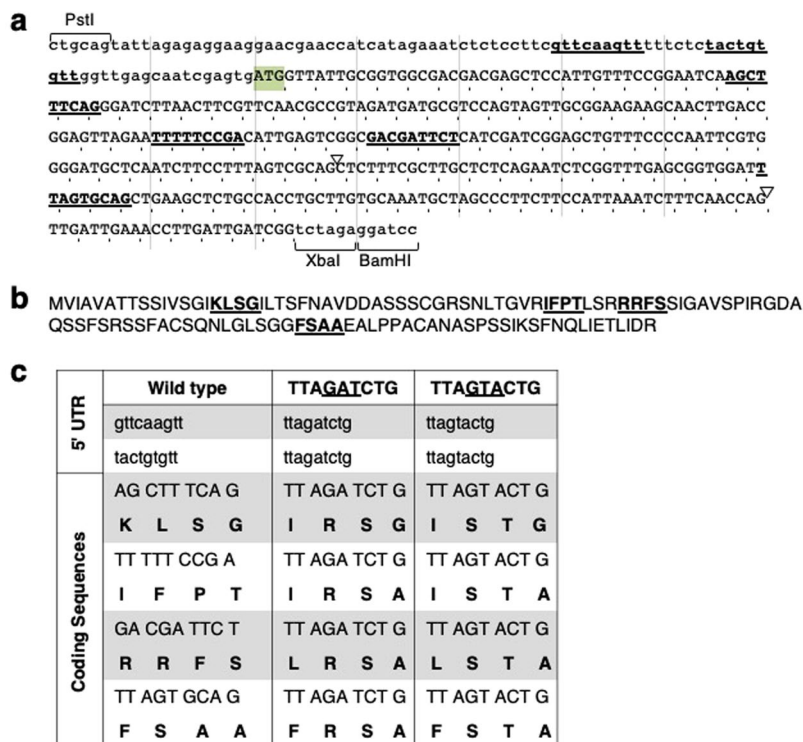 a
PstI
ctgcagtattagagaggaaggaacgaaccatcatagaaatctctccttcgttcaagttttctctactgt
gttggttgagcaatcgagtgATGGTTATTGCGGTGGCGACGACGAGCTCCATTGTTTCCGGAATCAAGCT
TTCAGGGATCTTAACTTCGTTCAACGCCGTAGATGATGCGTCCAGTAGTTGCGGAAGAAGCAACTTGACC
GGAGTTAGAATTTTTCCGACATTGAGTCGGCGACGATTCTCATCGATCGGAGCTGTTTCCCCAATTCGTG
GGGATGCTCAATCTTCCTTTAGTCGCAGCTCTTTCGCTTGCTCTCAGAATCTCGGTTTGAGCGGTGGATT
TAGTGCAGCTGAAGCTCTGCCACCTGCTTGTGCAAATGCTAGCCCTTCTTCCATTAAATCTTTCAACCAG
TTGATTGAAACCTTGATTGATCGGtctagaggatcc
XbaI BamHI
b
MVIAVATTSSIVSGIKLSGILTSFNAVDDASSSCGRSNLTGVRIFPTLSRRRFSSIGAVSPIRGDA
QSSFSRSSFACSQNLGLSGGFSAAEALPPACANASPSSIKSFNQLIETLIDR
c
Wild type TTAGATCTG TTAGTACTG
5' UTR
gttcaagtt ttagatctg ttagtactg
tactgtgtt ttagatctg ttagtactg
Coding Sequences
AG CTT TCA G TT AGA TCT G TT AGT ACT G
K L S G I R S G I S T G
TT TTT CCG A TT AGA TCT G TT AGT ACT G
I F P T I R S A I S T A
GA CGA TTC T TT AGA TCT G TT AGT ACT G
R R F S L R S A L S T A
TT AGT GCA G TT AGA TCT G TT AGT ACT G
F S A A F R S A F S T A